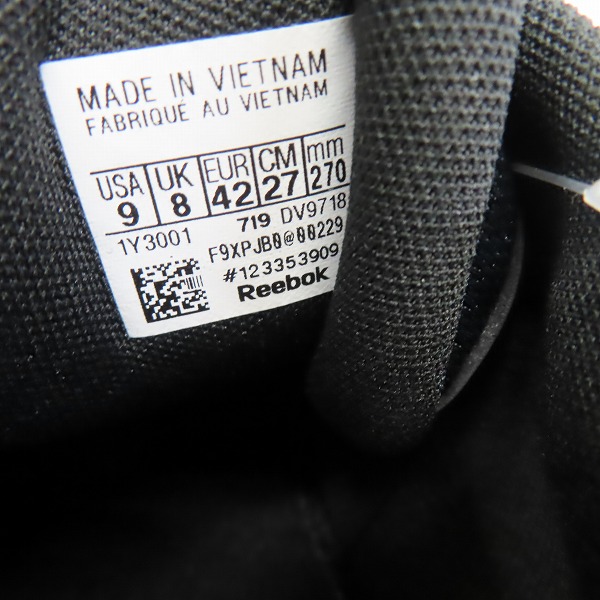 MADE IN VIETNAM
FABRIQUÉ AU VIETNAM
USA UK EUR CM mm
9 8 42 27 270
1Y3001 719 DV9718
F9XPJB0@00229
#123353909
Reebok